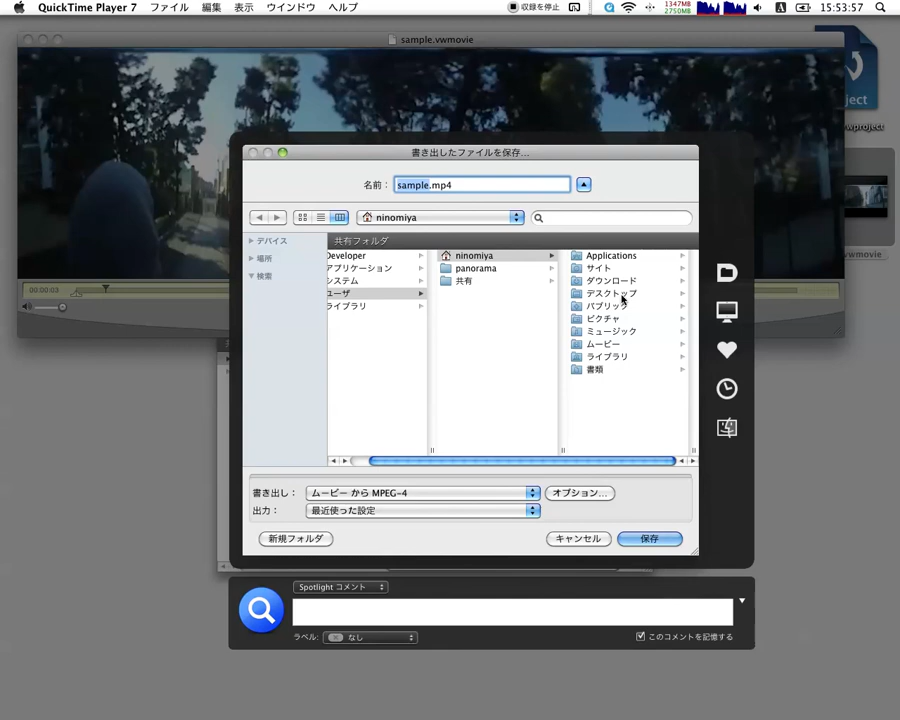 QuickTime Player 7 ファイル 編集 表示 ウインドウ ヘルプ 収録を停止 1347MB 2750MB A 15:53:57
sample.vwmovie
ject
wproject
書き出したファイルを保存...
名前： sample.mp4
ninomiya
デバイス
場所
検索
共有フォルダ
Developer
アプリケーション
システム
ユーザ
ライブラリ
ninomiya
panorama
共有
Applications
サイト
ダウンロード
デスクトップ
パブリック
ピクチャ
ミュージック
ムービー
ライブラリ
書類
vwmovie
00:00:03
書き出し： ムービー から MPEG-4 オプション...
出力： 最近使った設定
新規フォルダ キャンセル 保存
Spotlight コメント
ラベル： なし このコメントを記憶する